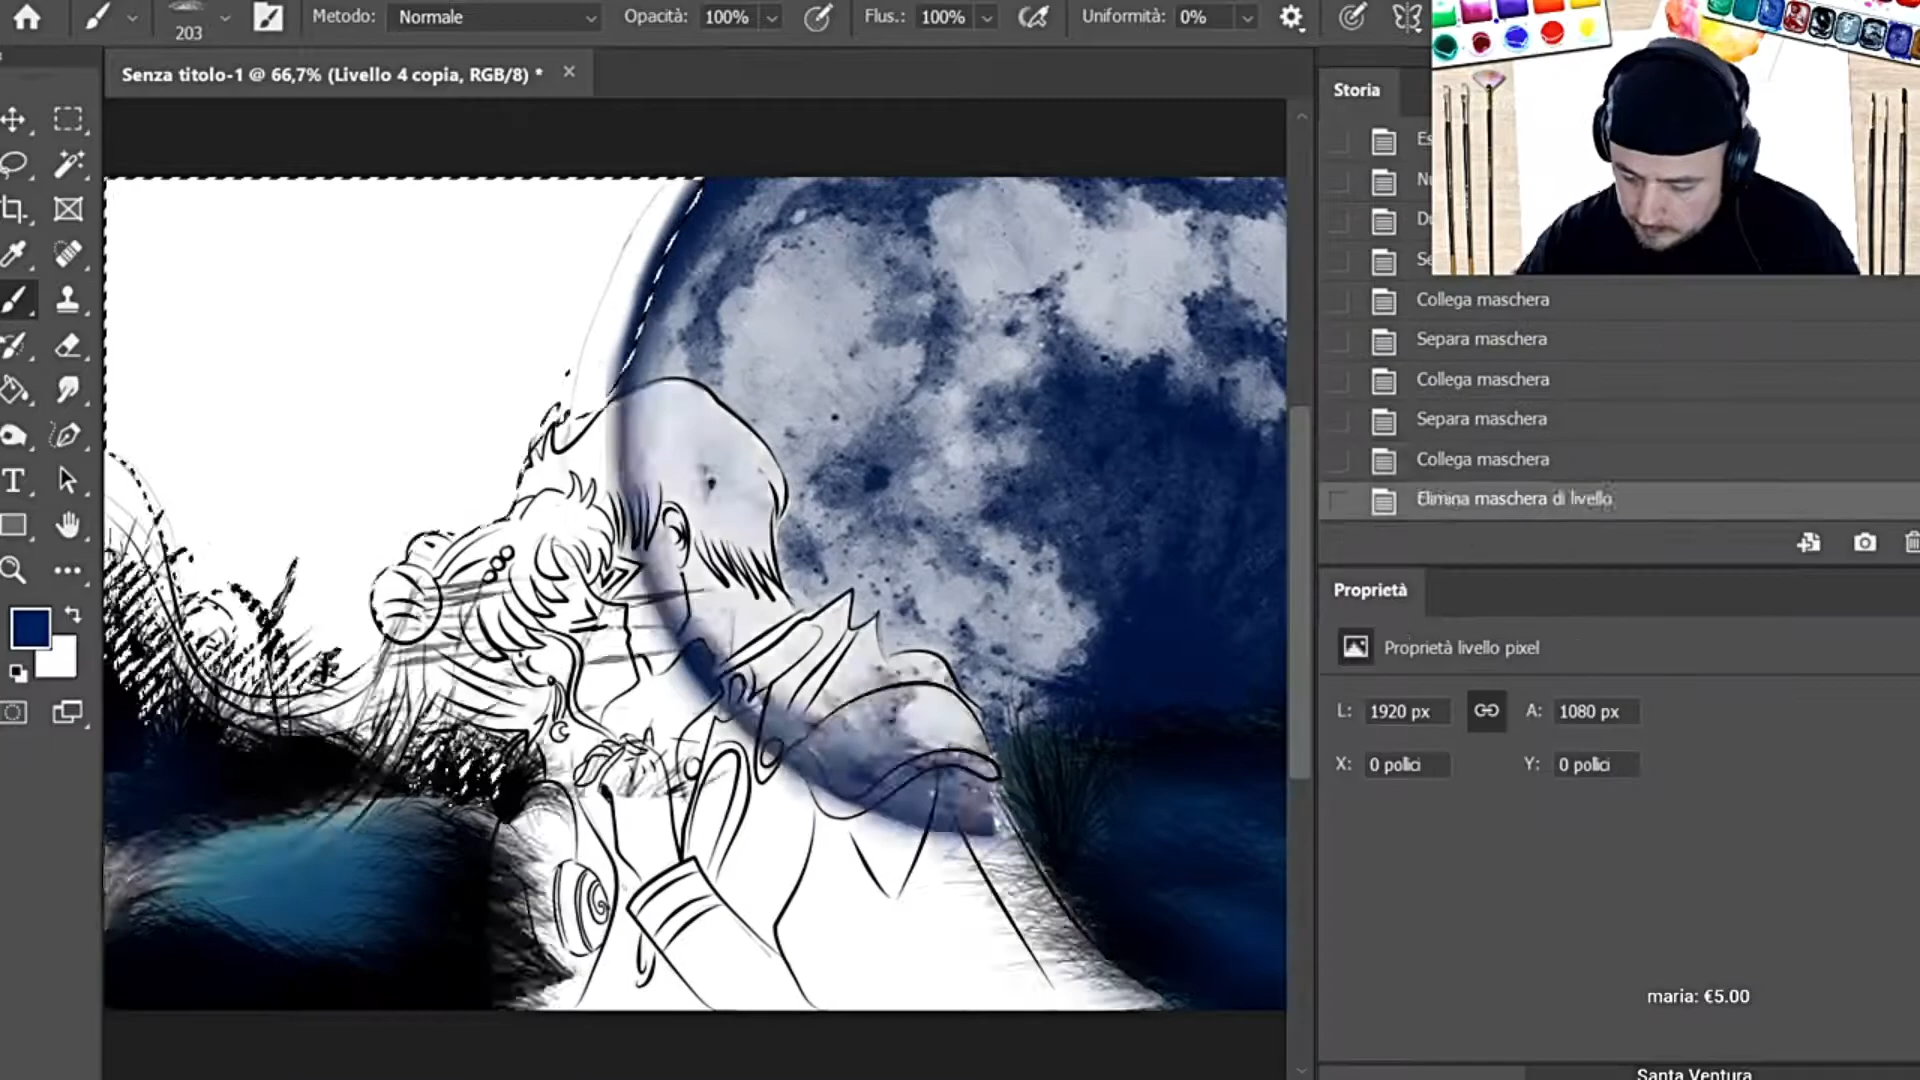 Metodo: Normale Opacità: 100% Flus.: 100% Uniformità: 0%
203
Senza titolo-1 @ 66,7% (Livello 4 copia, RGB/8) *
Storia
Collega maschera
Separa maschera
Collega maschera
Separa maschera
Collega maschera
Elimina maschera di livello
Proprietà
Proprietà livello pixel
L: 1920 px A: 1080 px
X: 0 pollici Y: 0 pollici
maria: €5.00
Santa Ventura